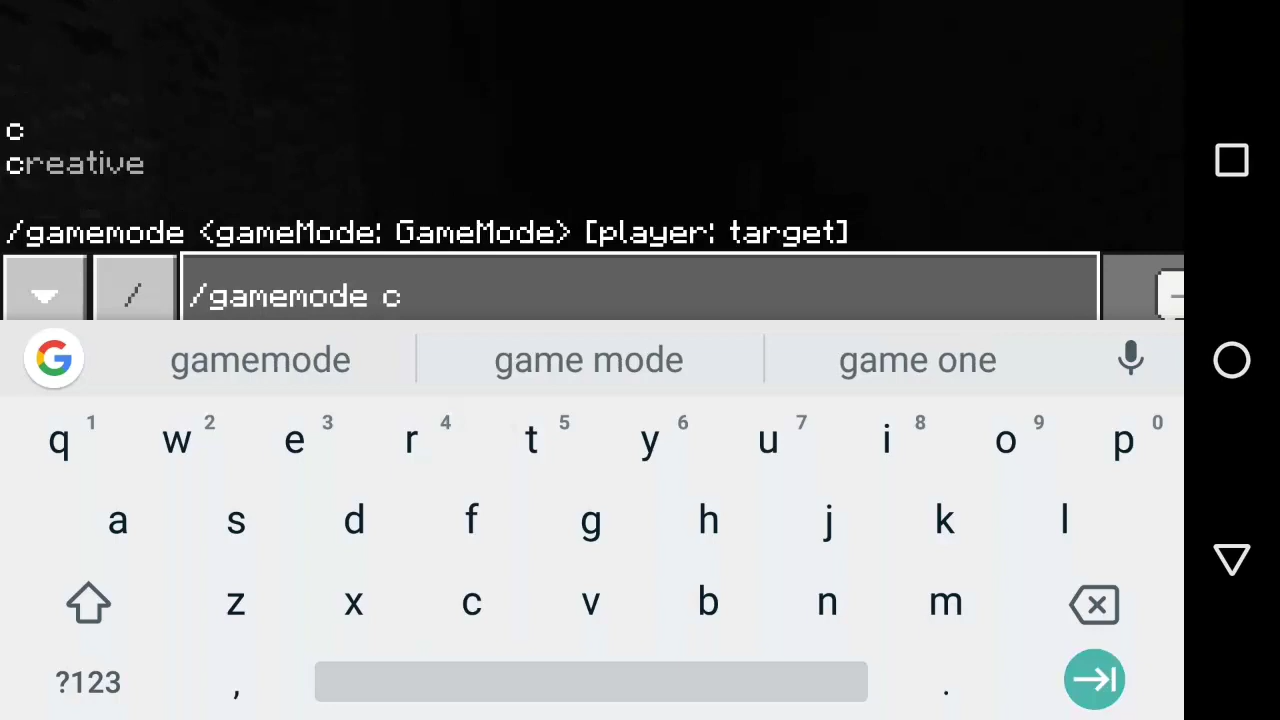 c
creative
/gamemode <gameMode: GameMode> [player: target]
/ /gamemode c
G gamemode game mode game one
q 1 w 2 e 3 r 4 t 5 y 6 u 7 i 8 o 9 p 0
a s d f g h j k l
z x c v b n m
?123 , .